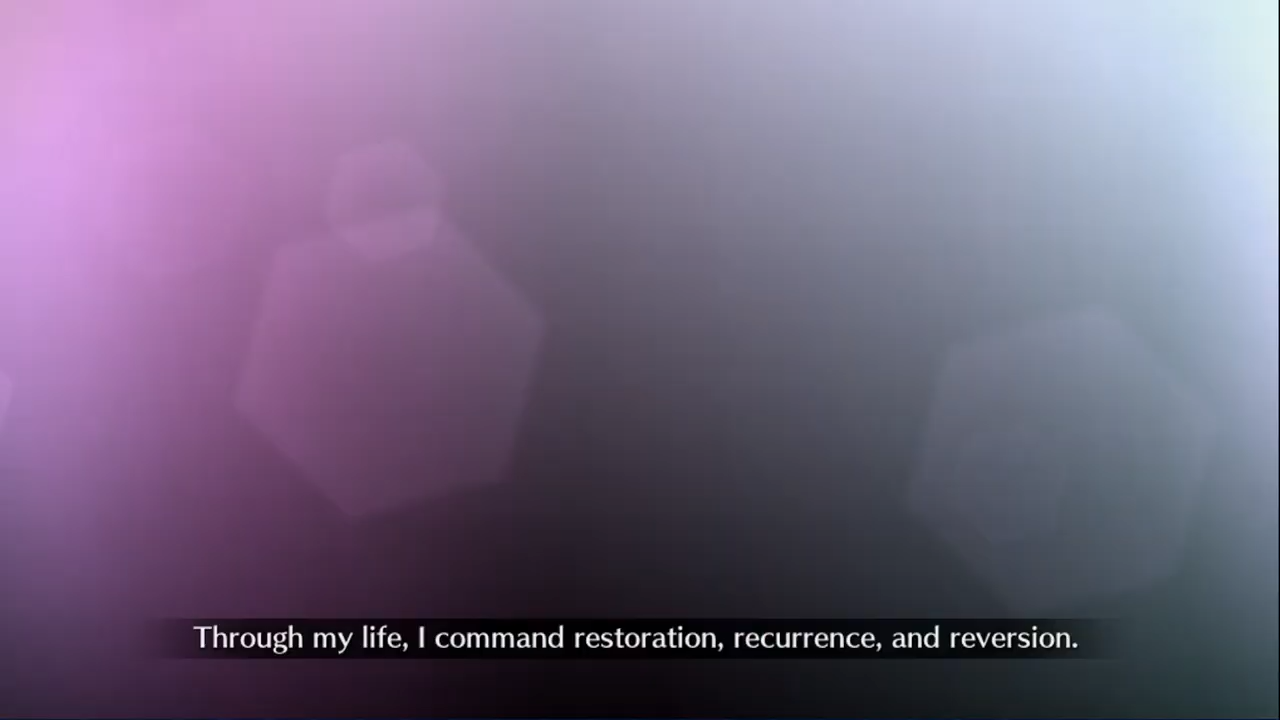 Through my life, I command restoration, recurrence, and reversion.